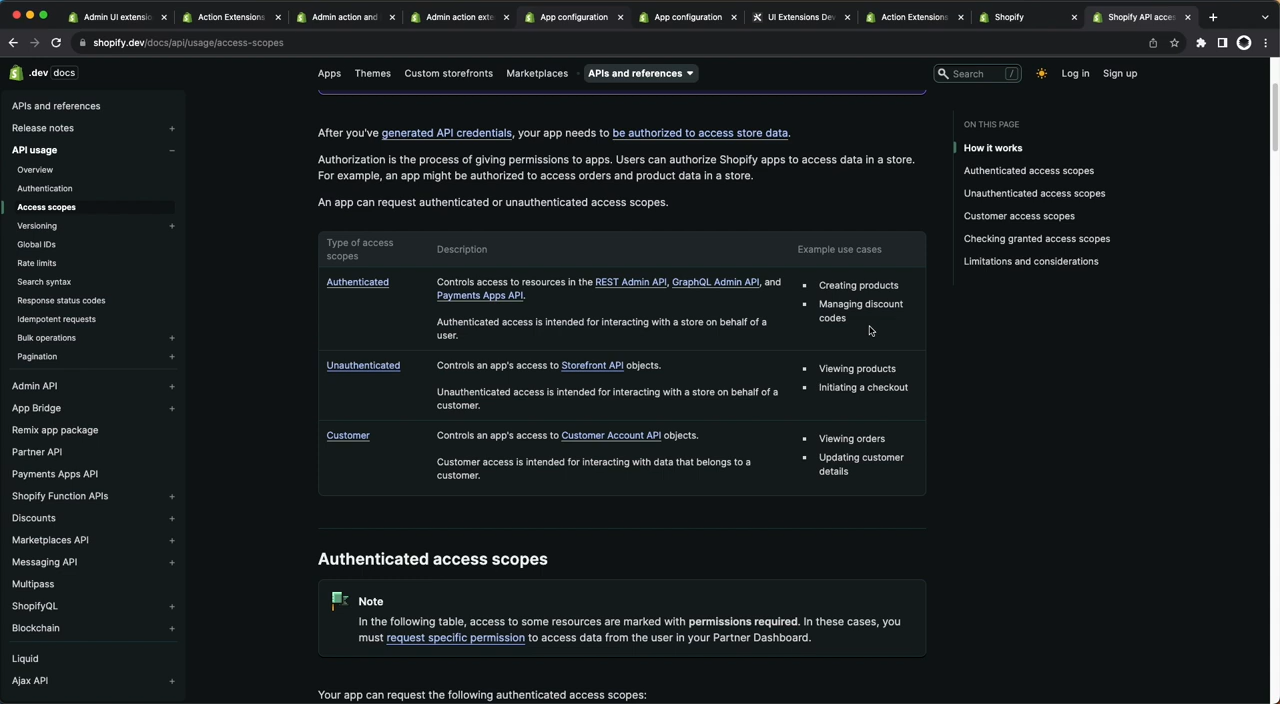 Admin UI extensio
Action Extensions
Admin action and
Admin action exte
App configuration
App configuration
UI Extensions Dev
Action Extensions
Shopify
Shopify API acces
shopify.dev/docs/api/usage/access-scopes
.dev docs
Apps
Themes
Custom storefronts
Marketplaces
APIs and references
Search /
Log in
Sign up
APIs and references
Release notes
API usage
Overview
Authentication
Access scopes
Versioning
Global IDs
Rate limits
Search syntax
Response status codes
Idempotent requests
Bulk operations
Pagination
Admin API
App Bridge
Remix app package
Partner API
Payments Apps API
Shopify Function APIs
Discounts
Marketplaces API
Messaging API
Multipass
ShopifyQL
Blockchain
Liquid
Ajax API
After you've generated API credentials, your app needs to be authorized to access store data.
Authorization is the process of giving permissions to apps. Users can authorize Shopify apps to access data in a store.
For example, an app might be authorized to access orders and product data in a store.
An app can request authenticated or unauthenticated access scopes.
Type of access
scopes
Description
Example use cases
Authenticated
Controls access to resources in the REST Admin API, GraphQL Admin API, and
Payments Apps API.
Authenticated access is intended for interacting with a store on behalf of a
user.
Creating products
Managing discount
codes
Unauthenticated
Controls an app's access to Storefront API objects.
Unauthenticated access is intended for interacting with a store on behalf of a
customer.
Viewing products
Initiating a checkout
Customer
Controls an app's access to Customer Account API objects.
Customer access is intended for interacting with data that belongs to a
customer.
Viewing orders
Updating customer
details
Authenticated access scopes
Note
In the following table, access to some resources are marked with permissions required. In these cases, you
must request specific permission to access data from the user in your Partner Dashboard.
Your app can request the following authenticated access scopes:
ON THIS PAGE
How it works
Authenticated access scopes
Unauthenticated access scopes
Customer access scopes
Checking granted access scopes
Limitations and considerations